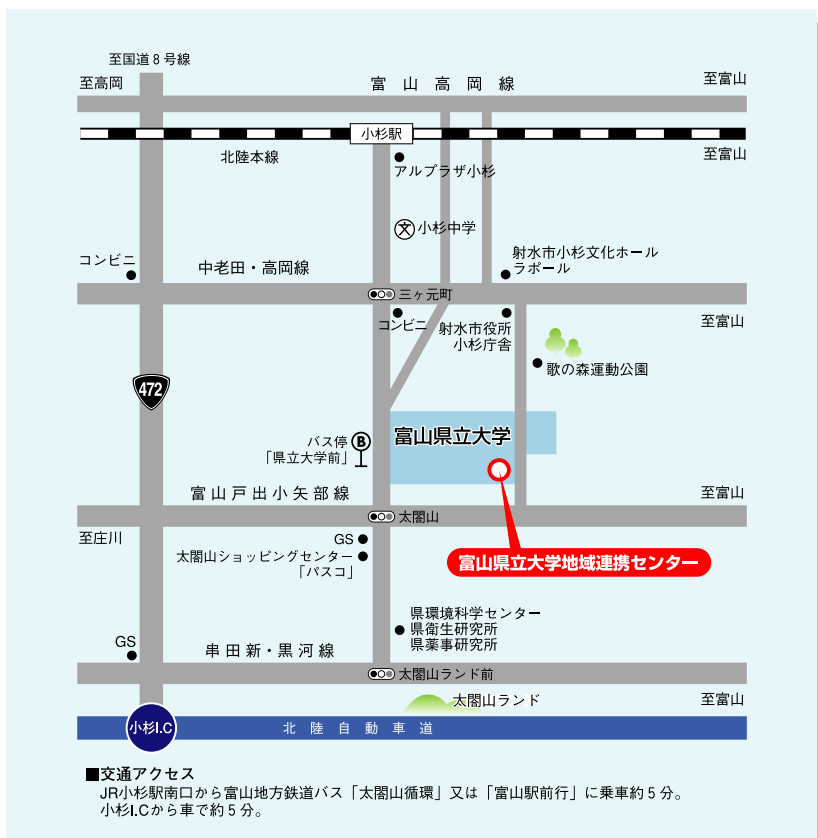 至国道8号線
至高岡
富山高岡線
至富山
小杉駅
北陸本線
至富山
アルプラザ小杉
文
小杉中学
コンビニ
中老田・高岡線
射水市小杉文化ホール
ラポール
三ヶ元町
コンビニ
射水市役所
小杉庁舎
至富山
歌の森運動公園
472
バス停
「県立大学前」
B
富山県立大学
富山戸出小矢部線
至富山
太閤山
至庄川
GS
太閤山ショッピングセンター
「パスコ」
富山県立大学地域連携センター
県環境科学センター
県衛生研究所
県薬事研究所
GS
串田新・黒河線
太閤山ランド前
太閤山ランド
至富山
小杉I.C
北陸自動車道
■交通アクセス
JR小杉駅南口から富山地方鉄道バス「太閤山循環」又は「富山駅前行」に乗車約5分。
小杉I.Cから車で約5分。